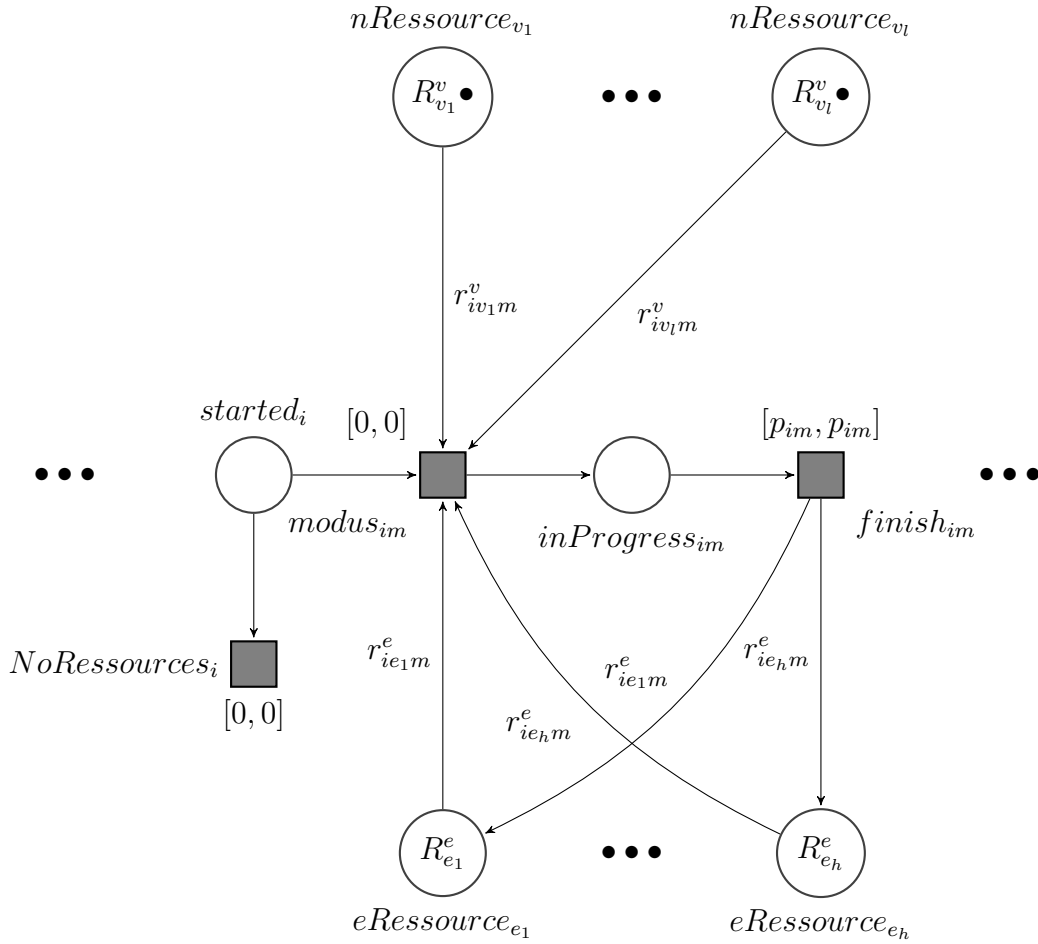 nRessource_{v_1} nRessource_{v_l}
R^v_{v_1}• ••• R^v_{v_l}•
r^v_{iv_1m} r^v_{iv_lm}
started_i [0, 0] [p_{im}, p_{im}]
••• •••
modus_{im} inProgress_{im} finish_{im}
NoRessources_i r^e_{ie_1m} r^e_{ie_1m} r^e_{ie_hm}
[0, 0] r^e_{ie_hm}
R^e_{e_1} ••• R^e_{e_h}
eRessource_{e_1} eRessource_{e_h}